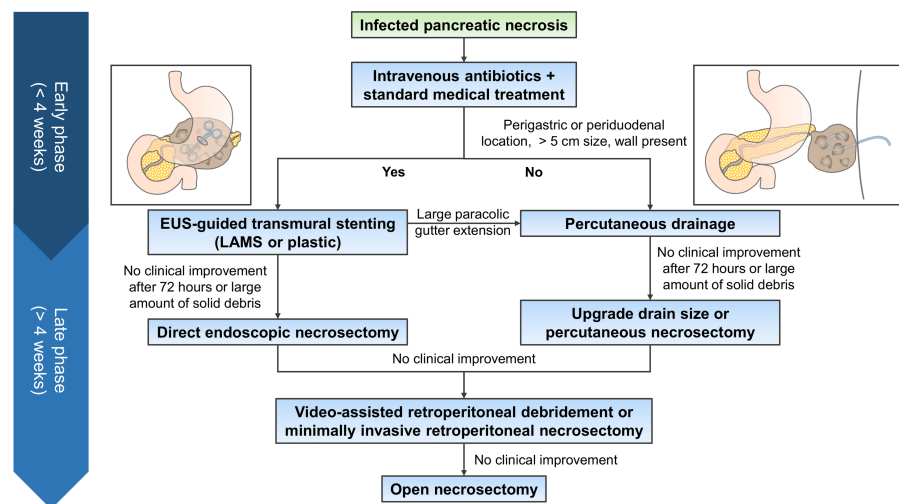 Early phase
(< 4 weeks)
Late phase
(> 4 weeks)
Infected pancreatic necrosis
Intravenous antibiotics +
standard medical treatment
Perigastric or periduodenal
location, > 5 cm size, wall present
Yes
No
EUS-guided transmural stenting
(LAMS or plastic)
Large paracolic
gutter extension
Percutaneous drainage
No clinical improvement
after 72 hours or large
amount of solid debris
No clinical improvement
after 72 hours or large
amount of solid debris
Direct endoscopic necrosectomy
Upgrade drain size or
percutaneous necrosectomy
No clinical improvement
Video-assisted retroperitoneal debridement or
minimally invasive retroperitoneal necrosectomy
No clinical improvement
Open necrosectomy